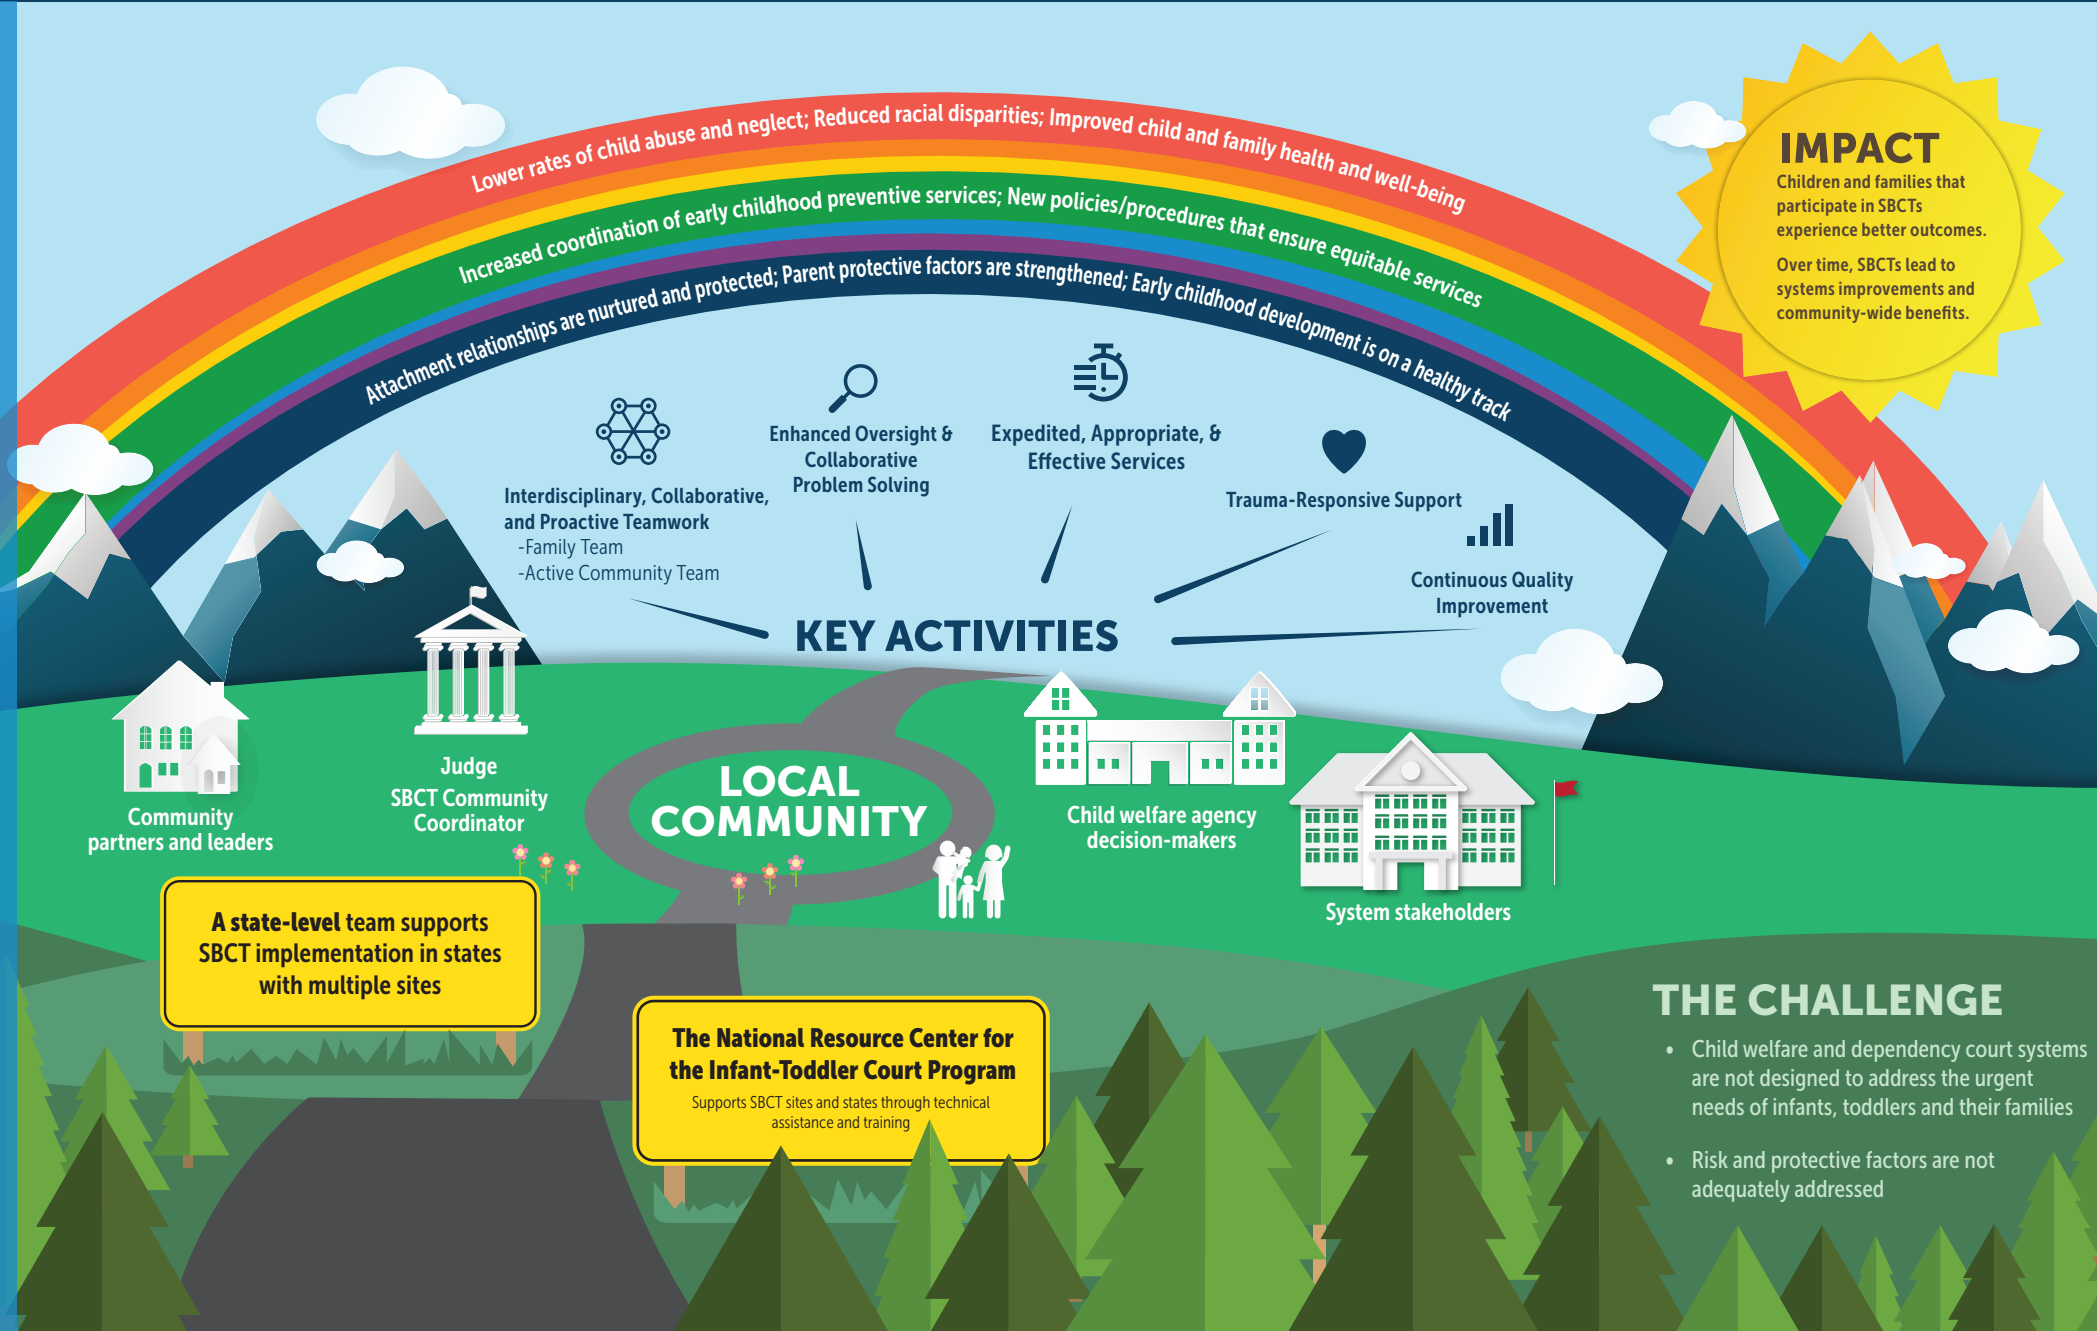 Lower rates of child abuse and neglect; Reduced racial disparities; Improved child and family health and well-being
Increased coordination of early childhood preventive services; New policies/procedures that ensure equitable services
Attachment relationships are nurtured and protected; Parent protective factors are strengthened; Early childhood development is on a healthy track
IMPACT
Children and families that
participate in SBCTs
experience better outcomes.
Over time, SBCTs lead to
systems improvements and
community-wide benefits.
Interdisciplinary, Collaborative,
and Proactive Teamwork
-Family Team
-Active Community Team
Enhanced Oversight &
Collaborative
Problem Solving
Expedited, Appropriate, &
Effective Services
Trauma-Responsive Support
Continuous Quality
Improvement
KEY ACTIVITIES
Community
partners and leaders
Judge
SBCT Community
Coordinator
LOCAL
COMMUNITY
Child welfare agency
decision-makers
System stakeholders
A state-level team supports
SBCT implementation in states
with multiple sites
The National Resource Center for
the Infant-Toddler Court Program
Supports SBCT sites and states through technical
assistance and training
THE CHALLENGE
• Child welfare and dependency court systems
are not designed to address the urgent
needs of infants, toddlers and their families
• Risk and protective factors are not
adequately addressed